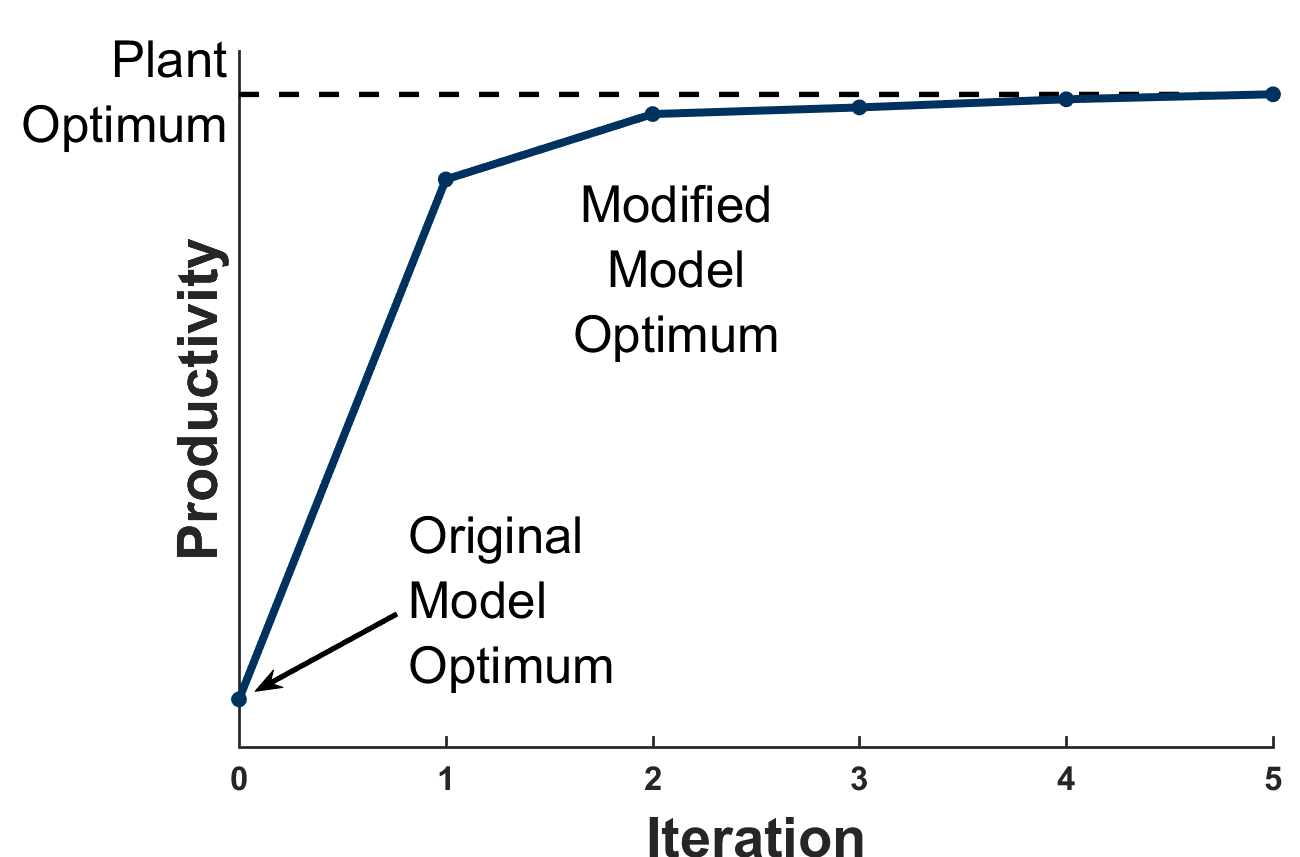 Plant
Optimum
Modified
Model
Optimum
Productivity
Original
Model
Optimum
0 1 2 3 4 5
Iteration